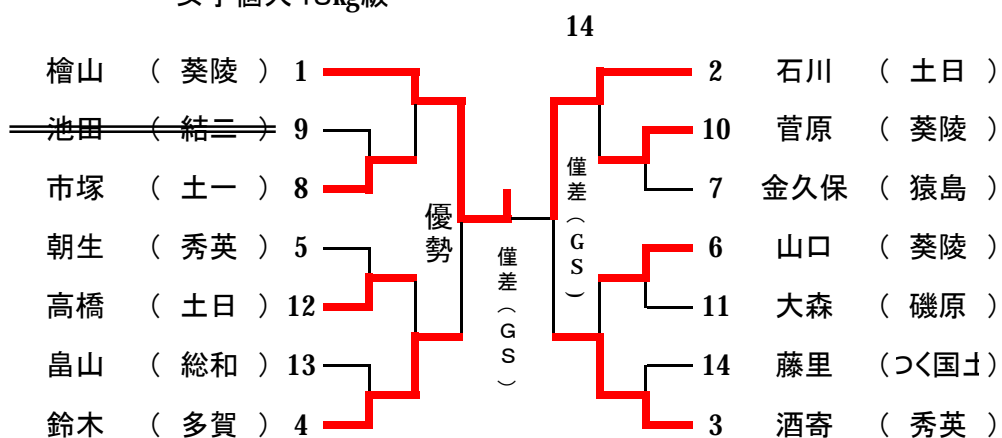 14
檜山 （ 葵陵 ） 1
池田 （ 結二 ） 9
市塚 （ 土一 ） 8
朝生 （ 秀英 ） 5
高橋 （ 土日 ） 12
畠山 （ 総和 ） 13
鈴木 （ 多賀 ） 4
優勢
僅差（GS）
僅差（GS）
2 石川 （ 土日 ）
10 菅原 （ 葵陵 ）
7 金久保 （ 猿島 ）
6 山口 （ 葵陵 ）
11 大森 （ 磯原 ）
14 藤里 （つく国土）
3 酒寄 （ 秀英 ）